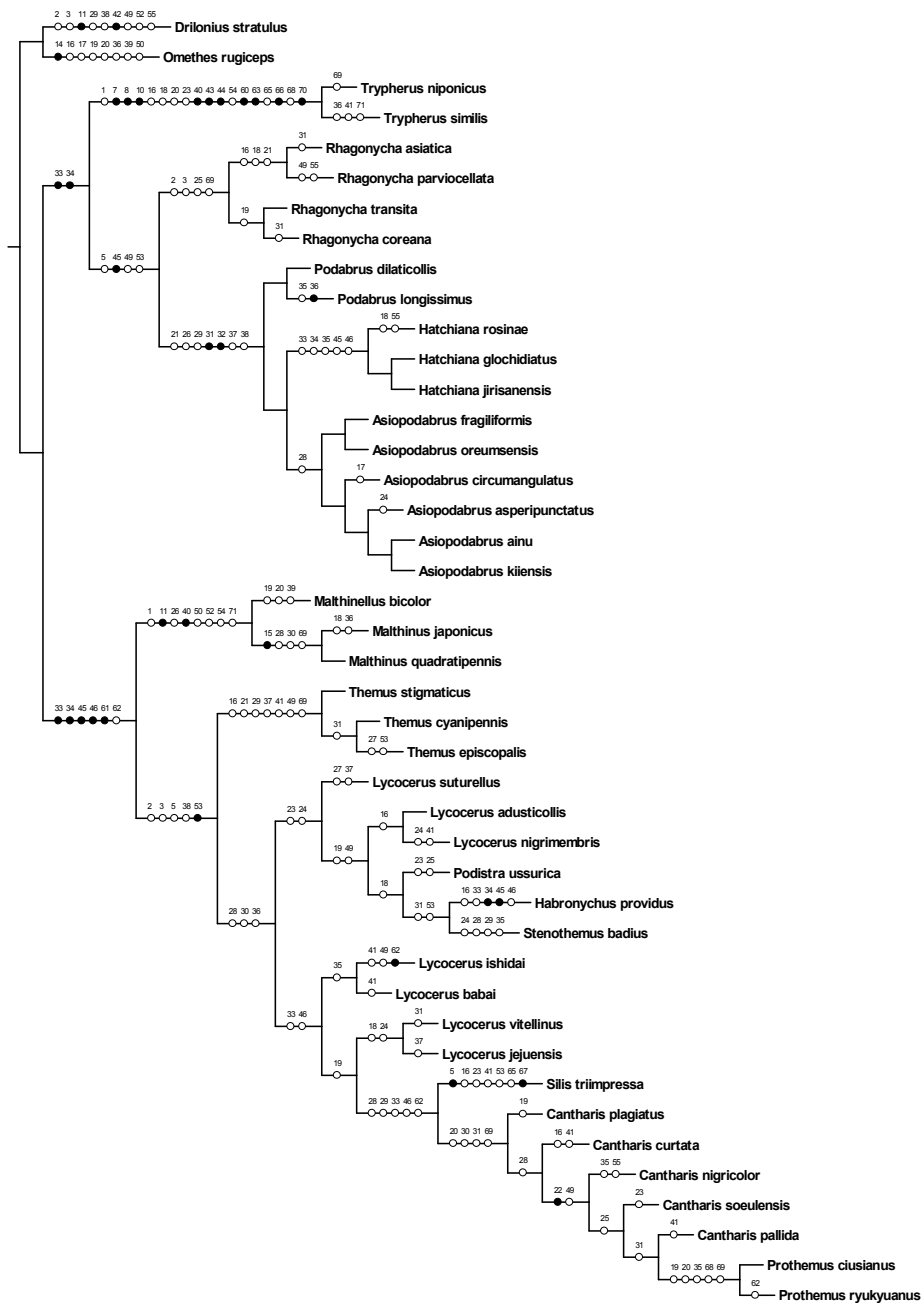 2 3 11 29 38 42 49 52 55
Drilonius stratulus
14 16 17 19 20 36 39 50
Omethes rugiceps
69
Trypherus niponicus
1 7 8 10 16 18 20 23 40 43 44 54 60 63 65 66 68 70
36 41 71
Trypherus similis
31
Rhagonycha asiatica
16 18 21
49 55
Rhagonycha parviocellata
33 34
2 3 25 69
Rhagonycha transita
19
31
Rhagonycha coreana
5 45 49 53
Podabrus dilaticollis
35 36
Podabrus longissimus
18 55
Hatchiana rosinae
21 26 29 31 32 37 38
33 34 35 45 46
Hatchiana glochidiatus
Hatchiana jirisanensis
Asiopodabrus fragiliformis
Asiopodabrus oreumsensis
28
17
Asiopodabrus circumangulatus
24
Asiopodabrus asperipunctatus
Asiopodabrus ainu
Asiopodabrus kiiensis
19 20 39
Malthinellus bicolor
1 11 26 40 50 52 54 71
18 36
Malthinus japonicus
15 28 30 69
Malthinus quadratipennis
Themus stigmaticus
16 21 29 37 41 49 69
33 34 45 46 61 62
Themus cyanipennis
31
27 53
Themus episcopalis
27 37
Lycocerus suturellus
2 3 5 38 53
23 24
Lycocerus adusticollis
16
24 41
Lycocerus nigrimembris
19 49
23 25
Podistra ussurica
18
16 33 34 45 46
Habronychus providus
31 53
28 30 36
24 28 29 35
Stenothemus badius
41 49 62
Lycocerus ishidai
35
41
Lycocerus babai
33 46
31
Lycocerus vitellinus
18 24
37
Lycocerus jejuensis
19
5 16 23 41 53 65 67
Silis triimpressa
28 29 33 46 62
19
Cantharis plagiatus
20 30 31 69
16 41
Cantharis curtata
28
35 55
Cantharis nigricolor
22 49
23
Cantharis soeulensis
25
41
Cantharis pallida
31
Prothemus ciusianus
19 20 35 68 69
62
Prothemus ryukyuanus